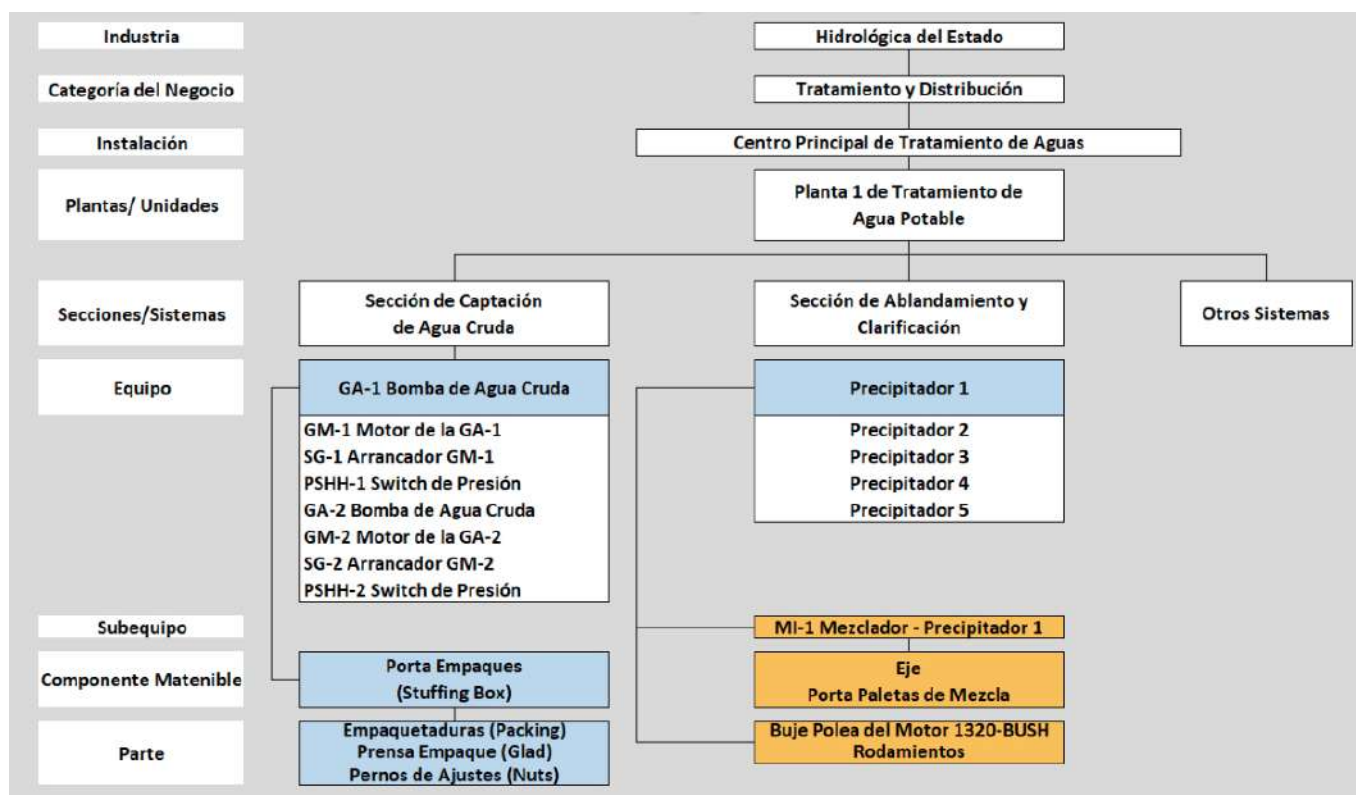 Industria
Hidrológica del Estado
Categoría del Negocio
Tratamiento y Distribución
Instalación
Centro Principal de Tratamiento de Aguas
Plantas/ Unidades
Planta 1 de Tratamiento de
Agua Potable
Secciones/Sistemas
Sección de Captación
de Agua Cruda
Sección de Ablandamiento y
Clarificación
Otros Sistemas
Equipo
GA-1 Bomba de Agua Cruda
GM-1 Motor de la GA-1
SG-1 Arrancador GM-1
PSHH-1 Switch de Presión
GA-2 Bomba de Agua Cruda
GM-2 Motor de la GA-2
SG-2 Arrancador GM-2
PSHH-2 Switch de Presión
Precipitador 1
Precipitador 2
Precipitador 3
Precipitador 4
Precipitador 5
Subequipo
MI-1 Mezclador - Precipitador 1
Componente Matenible
Porta Empaques
(Stuffing Box)
Eje
Porta Paletas de Mezcla
Parte
Empaquetaduras (Packing)
Prensa Empaque (Glad)
Pernos de Ajustes (Nuts)
Buje Polea del Motor 1320-BUSH
Rodamientos